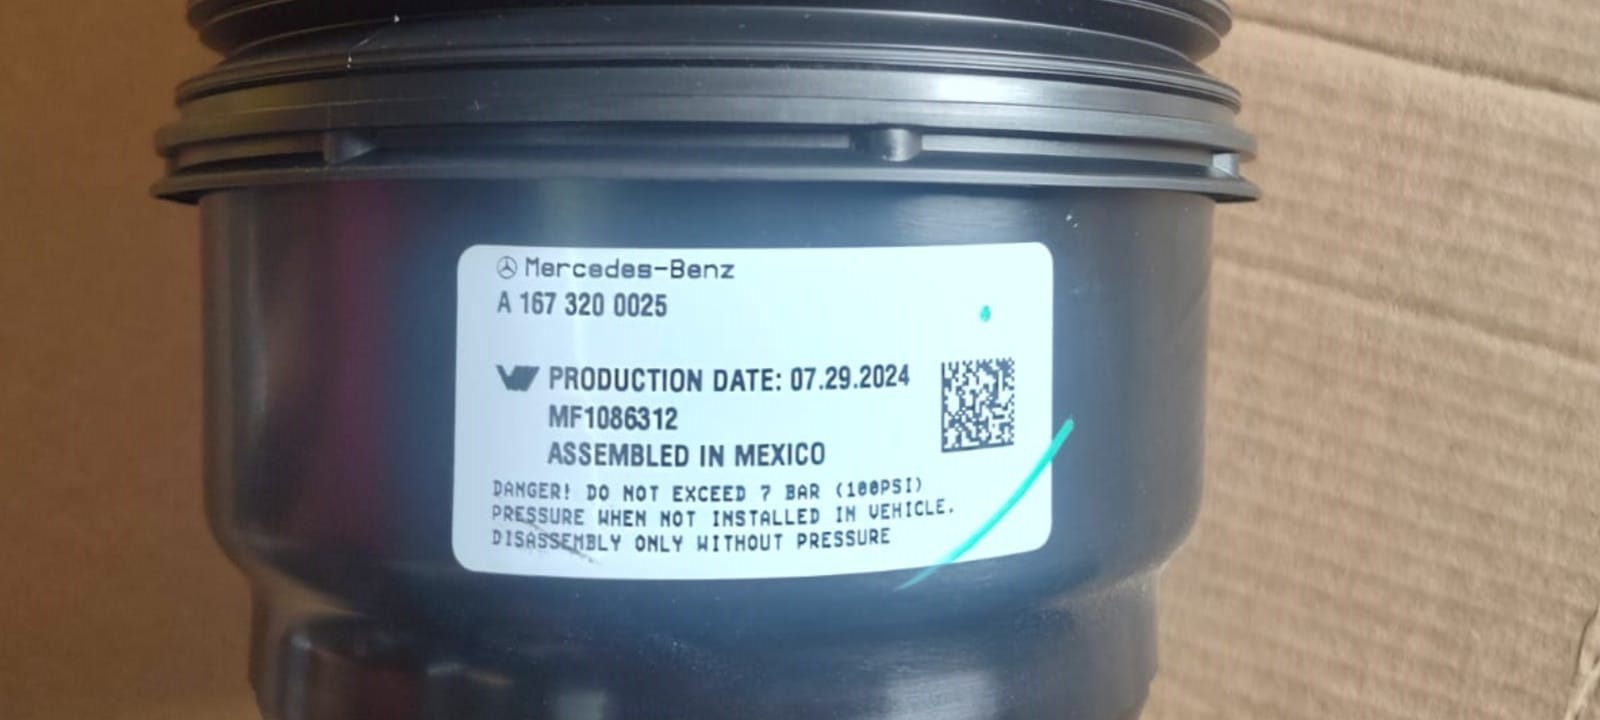 Mercedes-Benz
A 167 320 0025
PRODUCTION DATE: 07.29.2024
MF1086312
ASSEMBLED IN MEXICO
DANGER! DO NOT EXCEED 7 BAR (100PSI)
PRESSURE WHEN NOT INSTALLED IN VEHICLE.
DISASSEMBLY ONLY WITHOUT PRESSURE